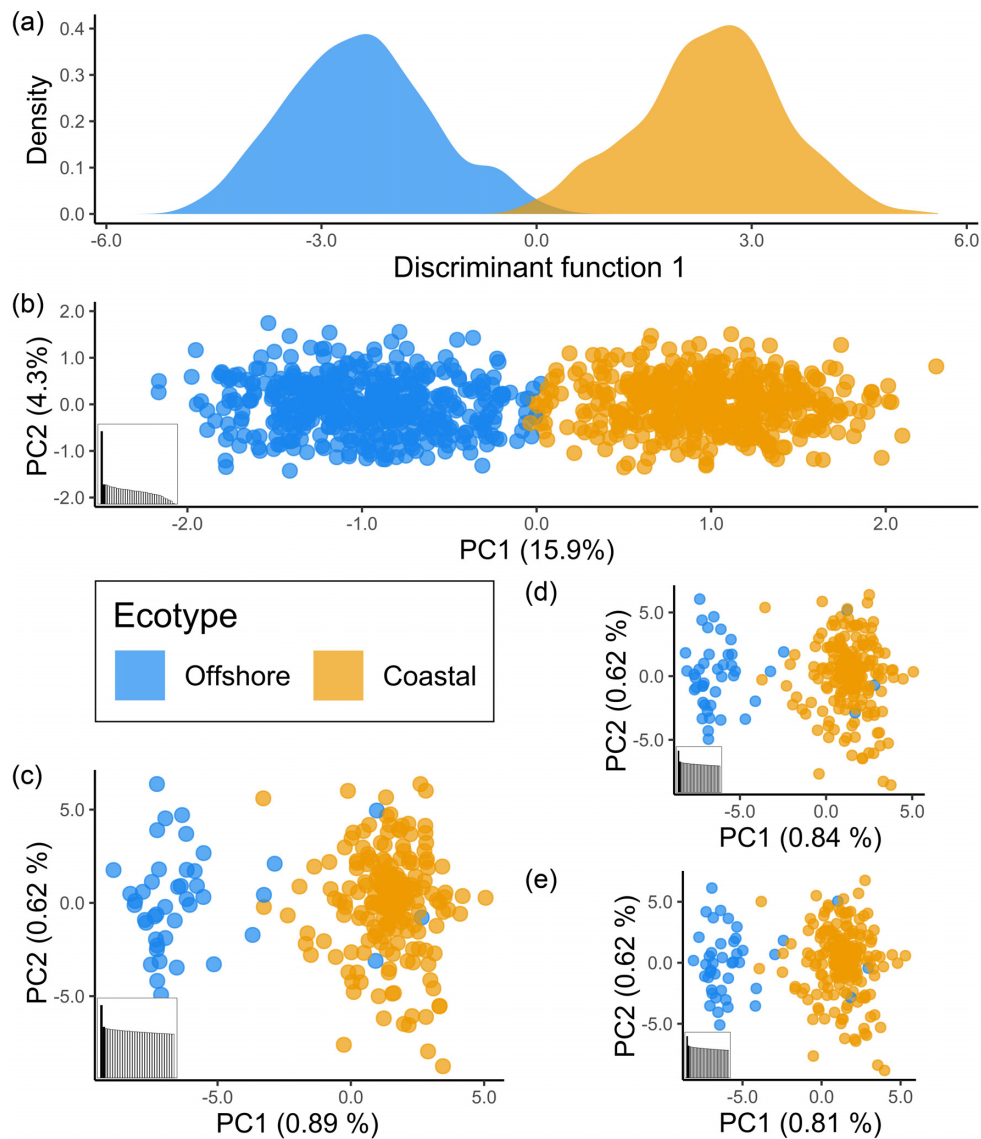 (a)
Density
0.4
0.3
0.2
0.1
0.0
-6.0 -3.0 0.0 3.0 6.0
Discriminant function 1
(b)
PC2 (4.3%)
2.0
1.0
0.0
-1.0
-2.0
-2.0 -1.0 0.0 1.0 2.0
PC1 (15.9%)
Ecotype
Offshore Coastal
(c)
PC2 (0.62 %)
5.0
0.0
-5.0
-5.0 0.0 5.0
PC1 (0.89 %)
(d)
PC2 (0.62 %)
5.0
0.0
-5.0
-5.0 0.0 5.0
PC1 (0.84 %)
(e)
PC2 (0.62 %)
5.0
0.0
-5.0
-5.0 0.0 5.0
PC1 (0.81 %)